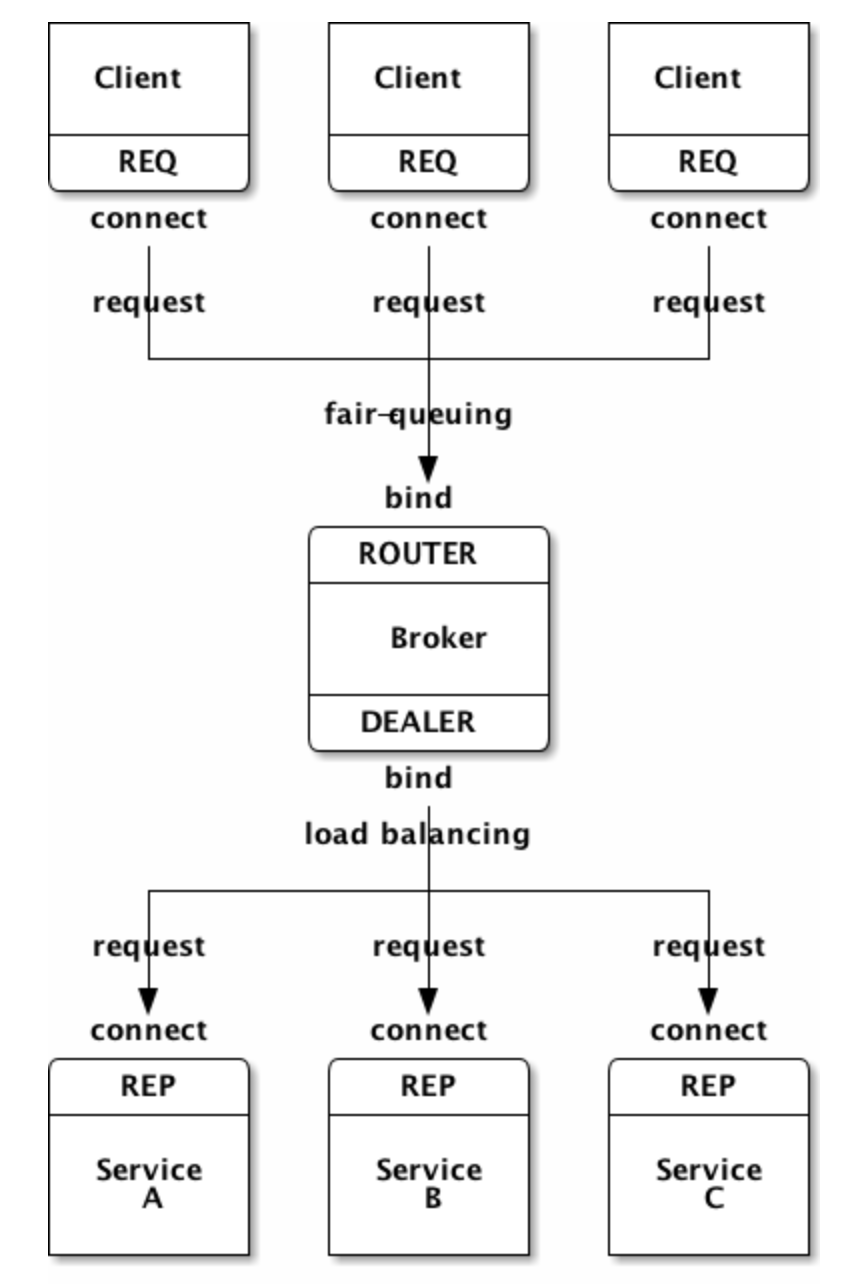 Client Client Client
REQ REQ REQ
connect connect connect
request request request
fair-queuing
bind
ROUTER
Broker
DEALER
bind
load balancing
request request request
connect connect connect
REP REP REP
Service Service Service
A B C